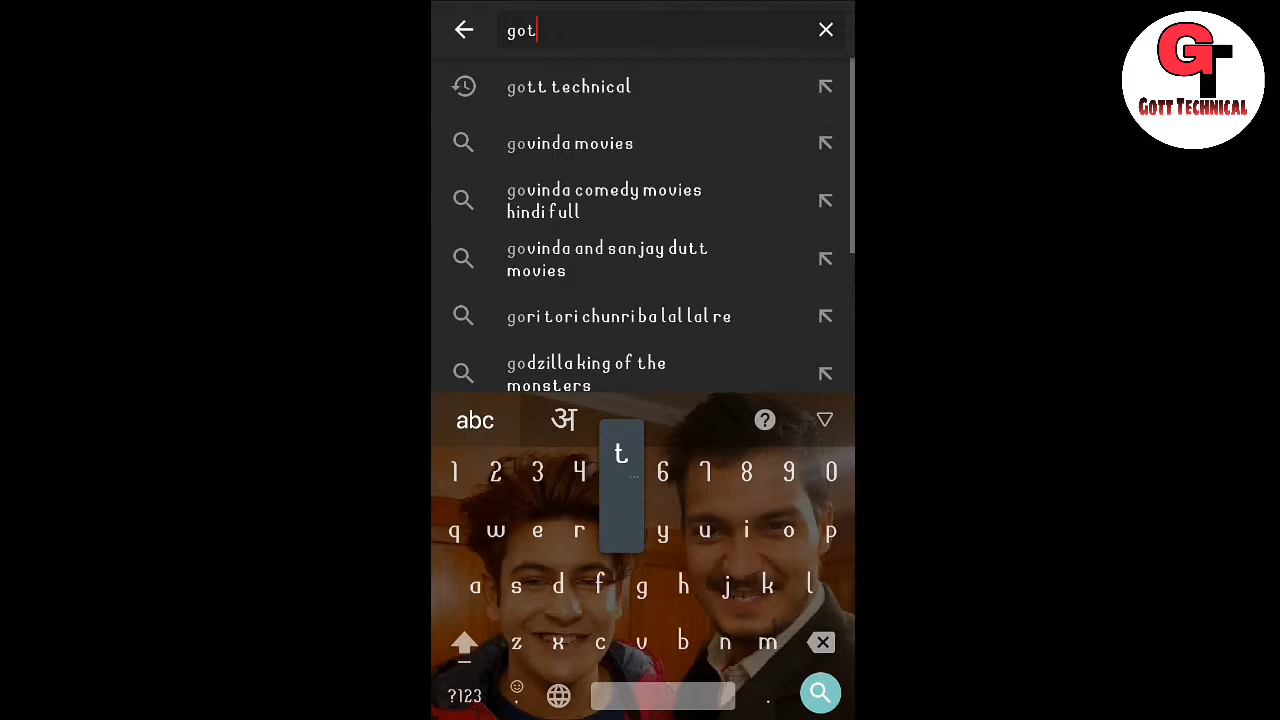 got
GT
GOTT TECHNICAL
gott technical
govinda movies
govinda comedy movies
hindi full
govinda and sanjay dutt
movies
gori tori chunri ba lal lal re
godzilla king of the
monsters
abc अ ?
t
1 2 3 4 6 7 8 9 0
q w e r y u i o p
a s d f g h j k l
z x c v b n m
?123 , .